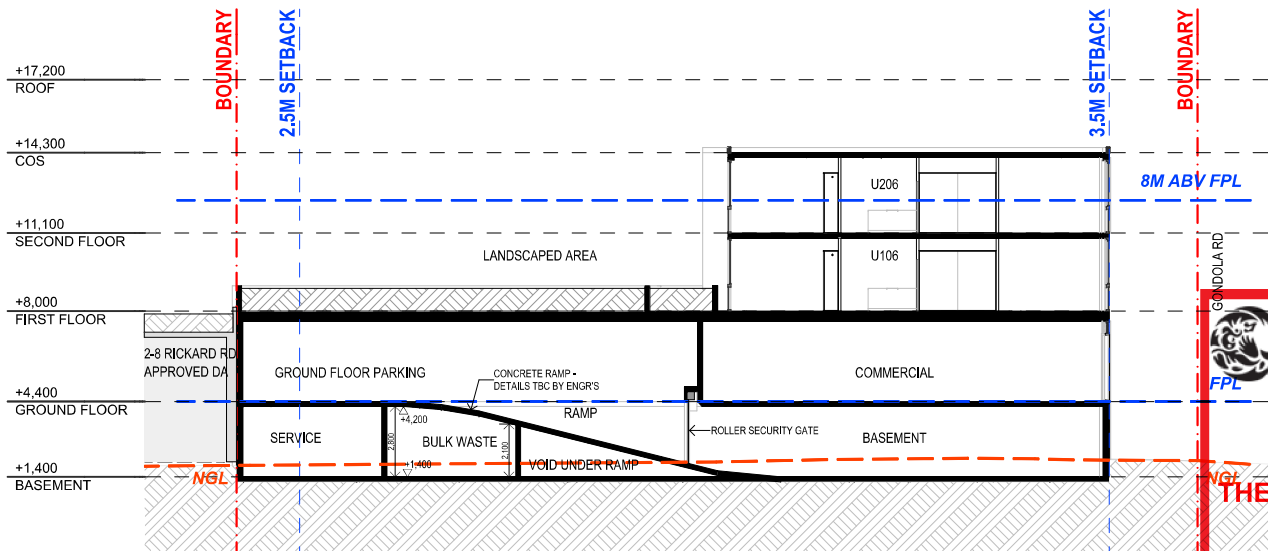 BOUNDARY
2.5M SETBACK
3.5M SETBACK
BOUNDARY
+17,200
ROOF
+14,300
COS
+11,100
SECOND FLOOR
+8,000
FIRST FLOOR
+4,400
GROUND FLOOR
+1,400
BASEMENT
8M ABV FPL
U206
U106
LANDSCAPED AREA
GONDOLA RD
2-8 RICKARD RD
APPROVED DA
GROUND FLOOR PARKING
CONCRETE RAMP -
DETAILS TBC BY ENGR'S
COMMERCIAL
FPL
RAMP
+4,200
SERVICE
2,800
BULK WASTE
2,100
ROLLER SECURITY GATE
BASEMENT
+1,400
VOID UNDER RAMP
NGL
NGL
THE